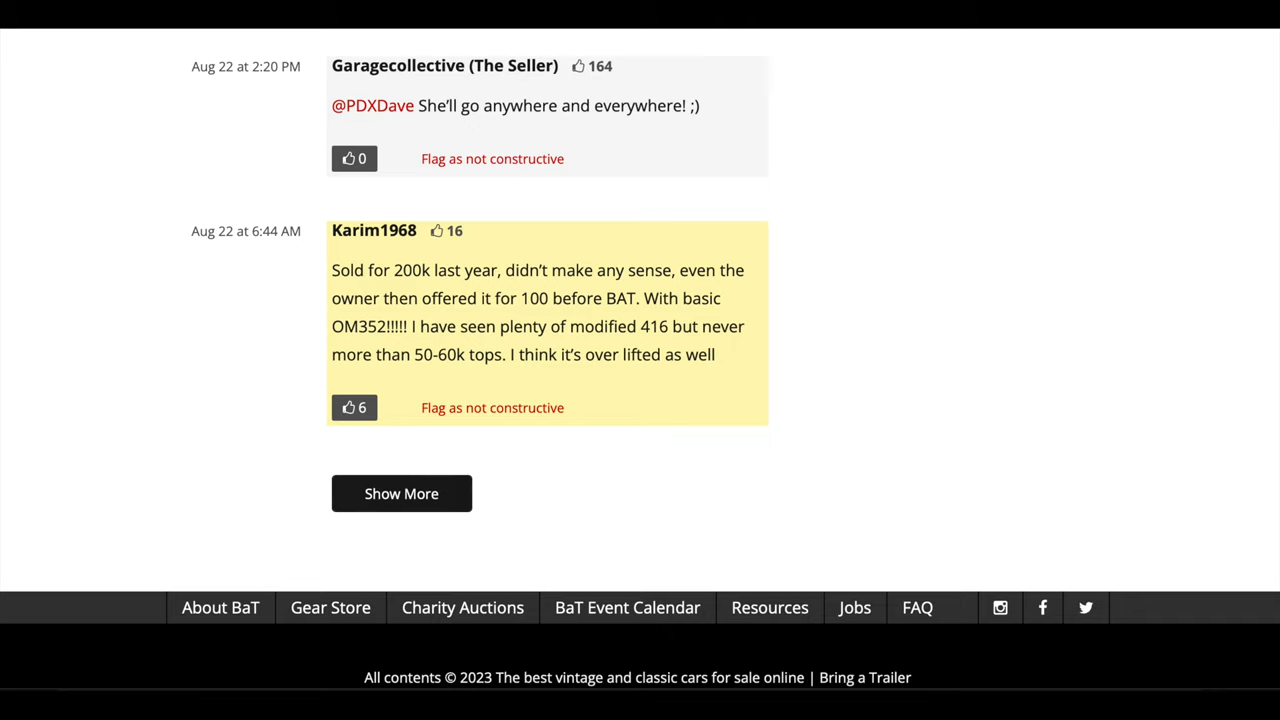 Aug 22 at 2:20 PM
Garagecollective (The Seller) 164
@PDXDave She’ll go anywhere and everywhere! ;)
0 Flag as not constructive
Aug 22 at 6:44 AM
Karim1968 16
Sold for 200k last year, didn’t make any sense, even the
owner then offered it for 100 before BAT. With basic
OM352!!!!! I have seen plenty of modified 416 but never
more than 50-60k tops. I think it’s over lifted as well
6 Flag as not constructive
Show More
About BaT Gear Store Charity Auctions BaT Event Calendar Resources Jobs FAQ
All contents © 2023 The best vintage and classic cars for sale online | Bring a Trailer